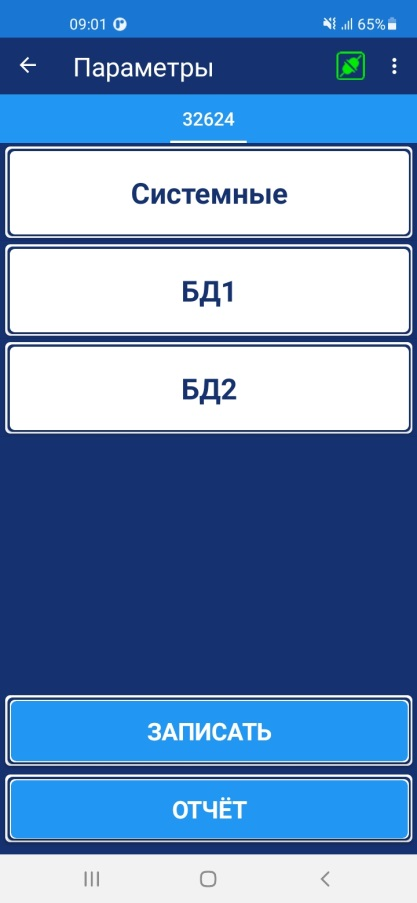 09:01 65%
Параметры
32624
Системные
БД1
БД2
ЗАПИСАТЬ
ОТЧЁТ